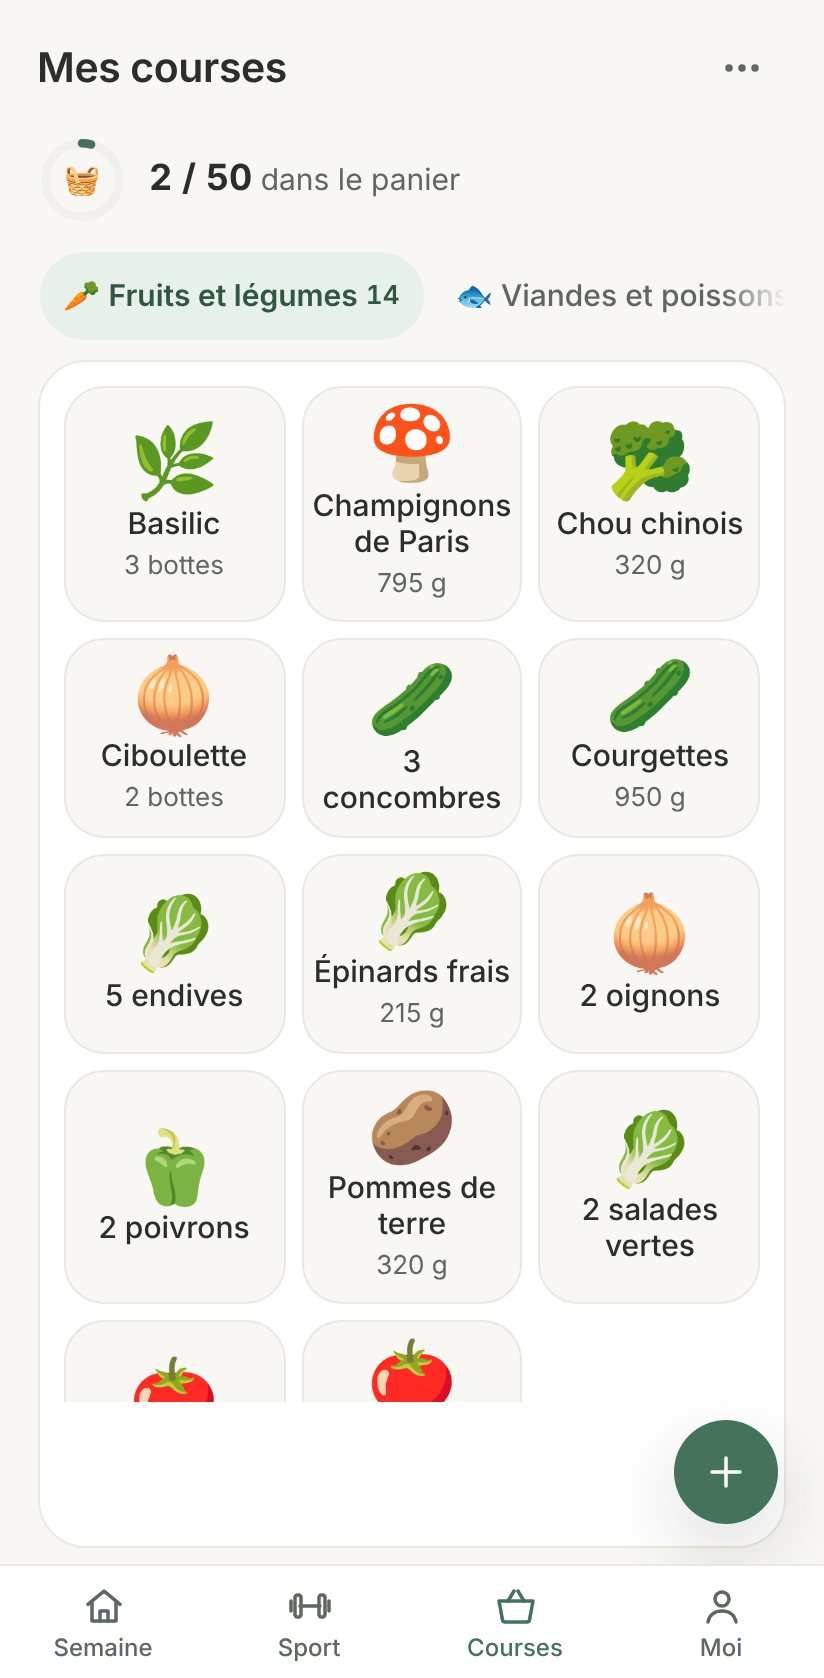 Mes courses
2 / 50 dans le panier
Fruits et légumes 14
Viandes et poissons
Basilic
3 bottes
Champignons
de Paris
795 g
Chou chinois
320 g
Ciboulette
2 bottes
3
concombres
Courgettes
950 g
5 endives
Épinards frais
215 g
2 oignons
2 poivrons
Pommes de
terre
320 g
2 salades
vertes
Semaine
Sport
Courses
Moi